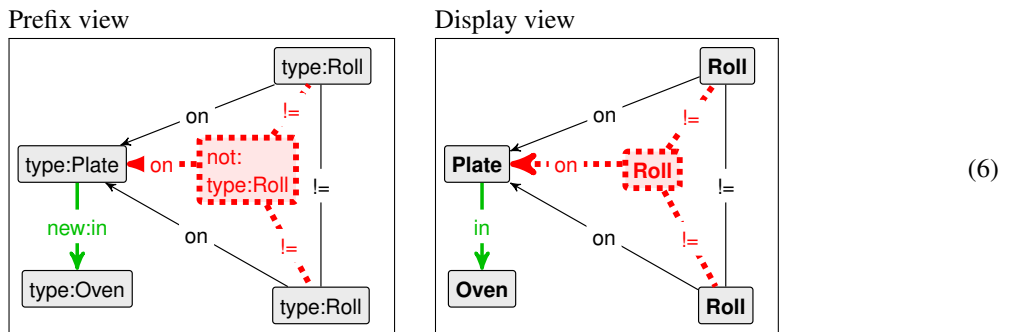 Prefix view
Display view
type:Roll
on
!=
type:Plate
on
not:
type:Roll
!=
new:in
on
!=
type:Oven
type:Roll
Roll
on
!=
Plate
on
Roll
!=
in
on
!=
Oven
Roll
(6)